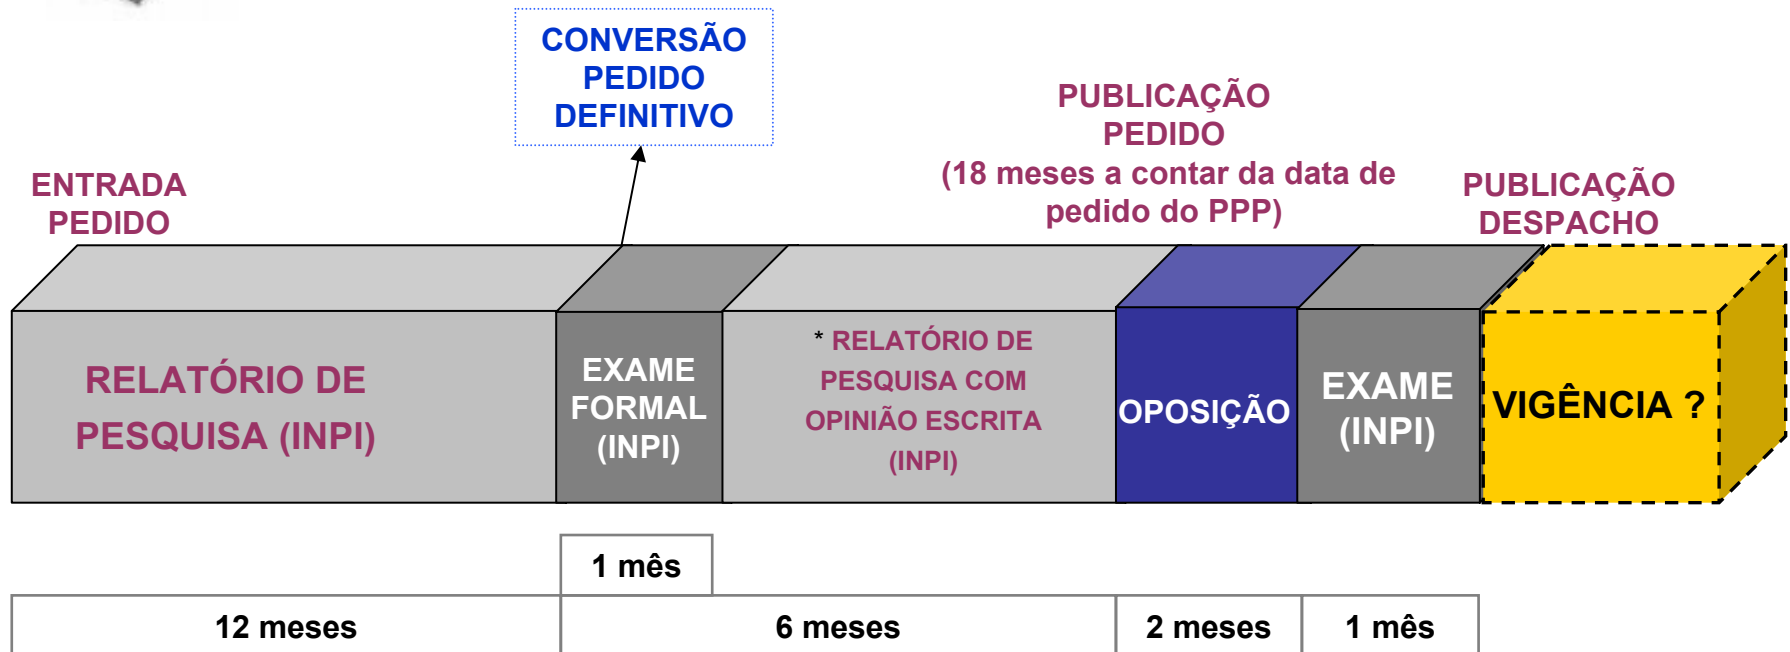 CONVERSÃO
PEDIDO
DEFINITIVO
PUBLICAÇÃO
PEDIDO
(18 meses a contar da data de
pedido do PPP)
ENTRADA
PEDIDO
PUBLICAÇÃO
DESPACHO
RELATÓRIO DE
PESQUISA (INPI)
EXAME
FORMAL
(INPI)
* RELATÓRIO DE
PESQUISA COM
OPINIÃO ESCRITA
(INPI)
OPOSIÇÃO
EXAME
(INPI)
VIGÊNCIA ?
1 mês
12 meses
6 meses
2 meses
1 mês